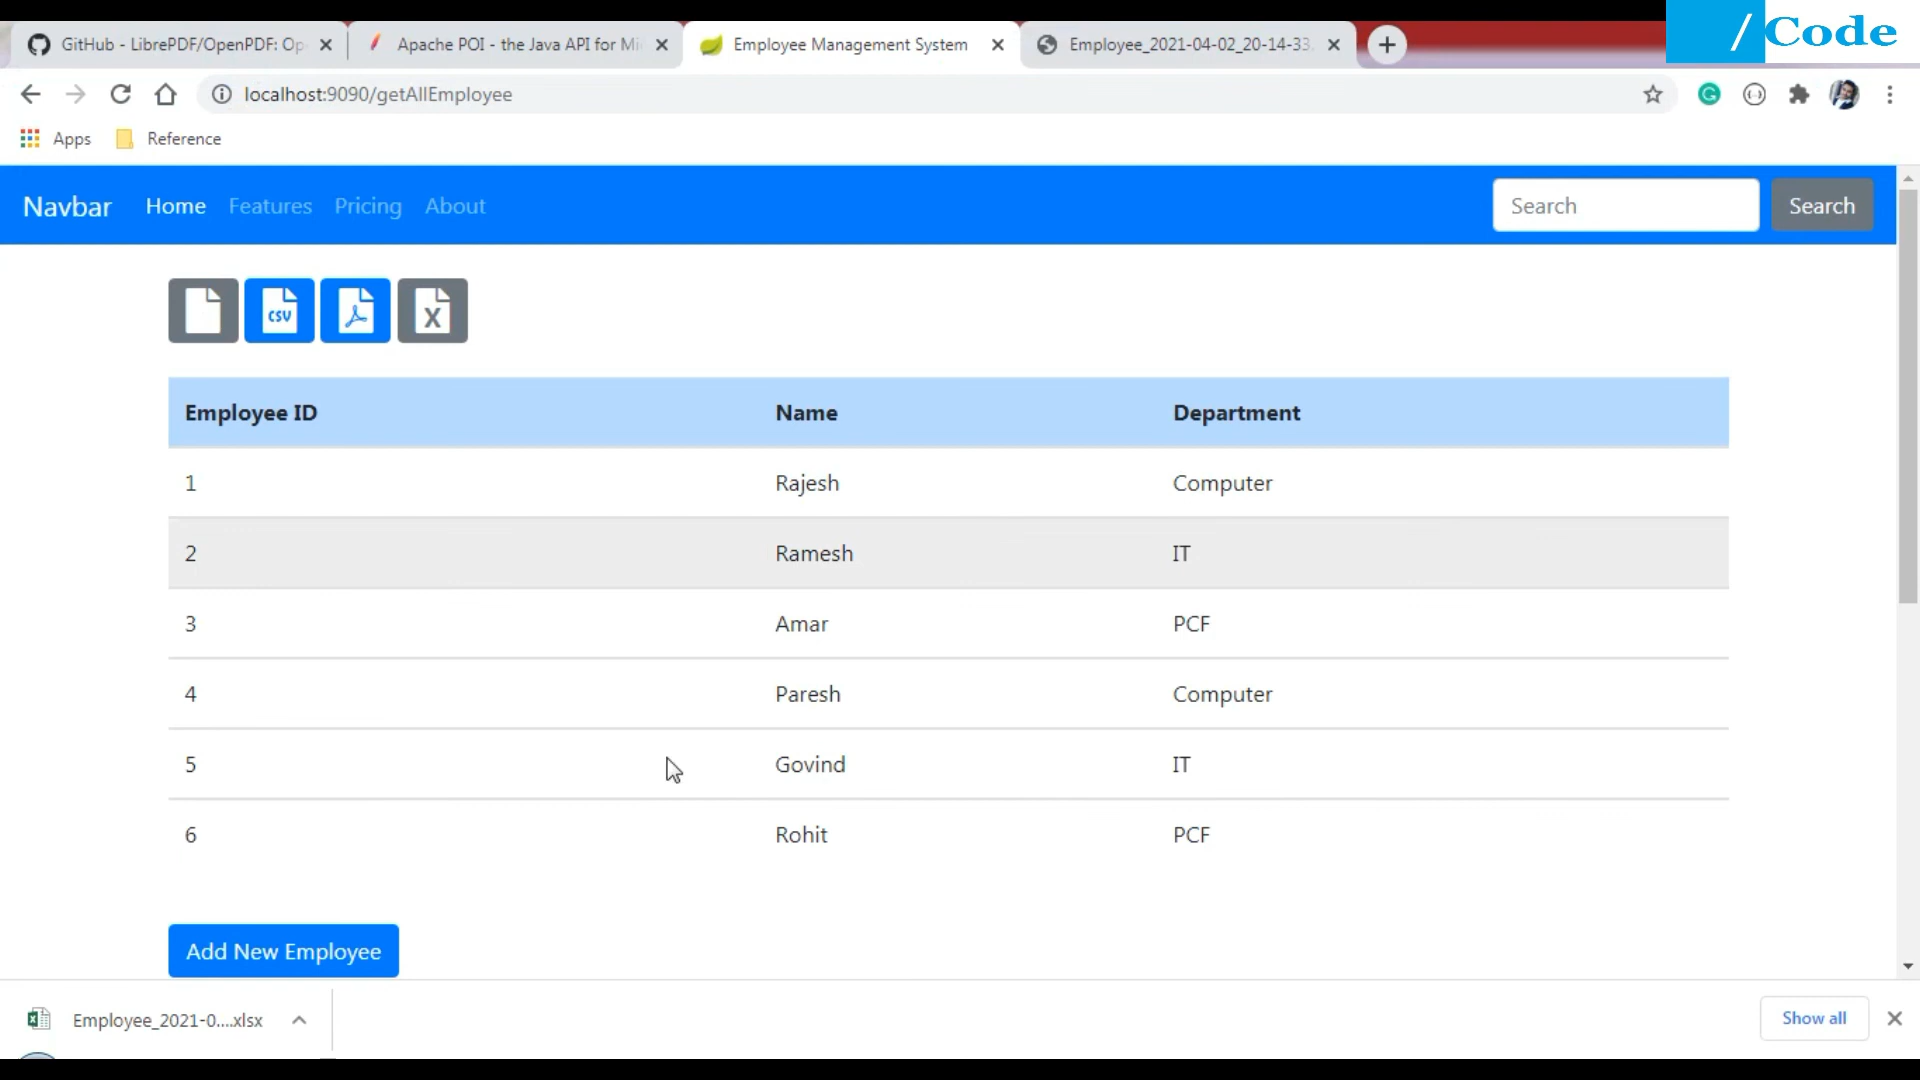 /Code
GitHub - LibrePDF/OpenPDF: Op
Apache POI - the Java API for Mi
Employee Management System
Employee_2021-04-02_20-14-33.
localhost:9090/getAllEmployee
Apps
Reference
Navbar Home Features Pricing About
Search
Search
CSV
X
Employee ID Name Department
1 Rajesh Computer
2 Ramesh IT
3 Amar PCF
4 Paresh Computer
5 Govind IT
6 Rohit PCF
Add New Employee
Employee_2021-0....xlsx
Show all